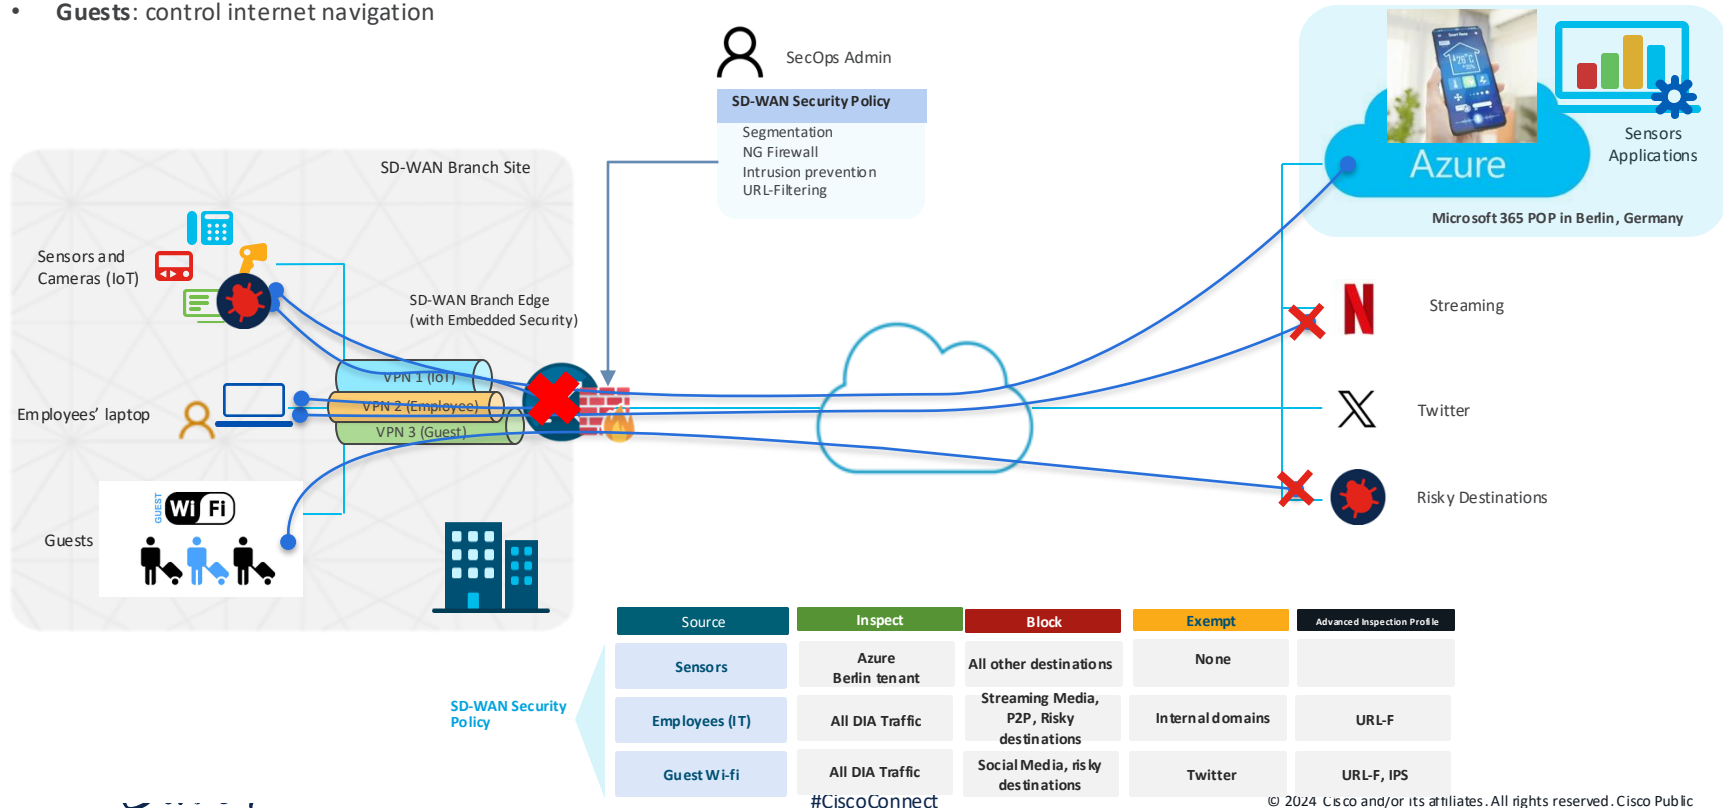 • Guests: control internet navigation
SecOps Admin
SD-WAN Security Policy
Segmentation
NG Firewall
Intrusion prevention
URL-Filtering
Azure
Sensors
Applications
Microsoft 365 POP in Berlin, Germany
SD-WAN Branch Site
Sensors and
Cameras (IoT)
SD-WAN Branch Edge
(with Embedded Security)
VPN 1 (IoT)
VPN 2 (Employee)
VPN 3 (Guest)
Employees' laptop
GUEST
Wi Fi
Guests
Streaming
Twitter
Risky Destinations
SD-WAN Security
Policy
Source
Inspect
Block
Exempt
Advanced Inspection Profile
Sensors
Azure
Berlin tenant
All other destinations
None
Employees (IT)
All DIA Traffic
Streaming Media,
P2P, Risky
destinations
Internal domains
URL-F
Guest Wi-fi
All DIA Traffic
Social Media, risky
destinations
Twitter
URL-F, IPS
#CiscoConnect
© 2024 Cisco and/or its affiliates. All rights reserved. Cisco Public